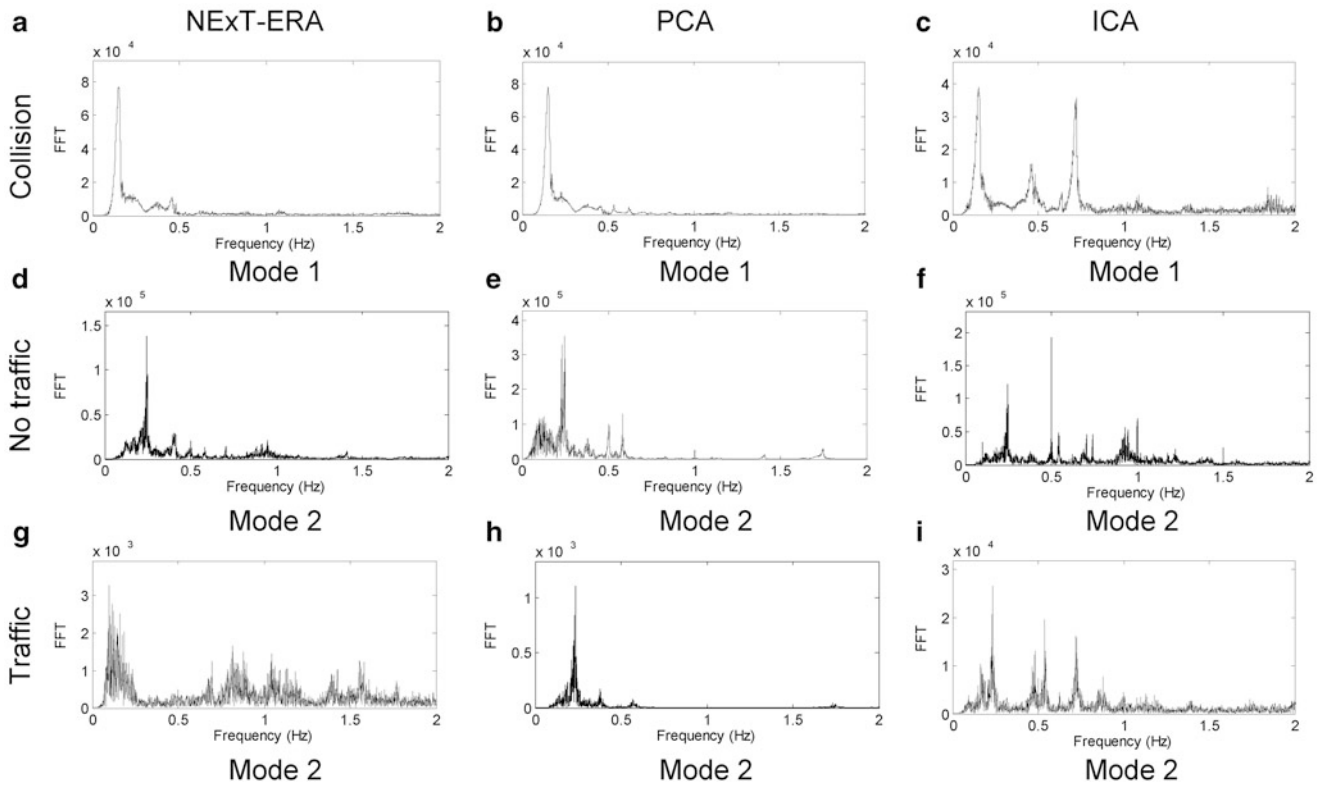 a NExT-ERA b PCA c ICA
Collision
x 10 4
8
6
4
2
0
FFT
0 0.5 1 1.5 2
Frequency (Hz)
Mode 1
x 10 4
8
6
4
2
0
FFT
0 0.5 1 1.5 2
Frequency (Hz)
Mode 1
x 10 4
4
3
2
1
0
FFT
0 0.5 1 1.5 2
Frequency (Hz)
Mode 1
No traffic
d
x 10 5
1.5
1
0.5
0
FFT
0 0.5 1 1.5 2
Frequency (Hz)
Mode 2
e
x 10 5
4
3
2
1
0
FFT
0 0.5 1 1.5 2
Frequency (Hz)
Mode 2
f
x 10 5
2
1.5
1
0.5
0
FFT
0 0.5 1 1.5 2
Frequency (Hz)
Mode 2
Traffic
g
x 10 3
3
2
1
0
FFT
0 0.5 1 1.5 2
Frequency (Hz)
Mode 2
h
x 10 3
1
0.5
0
FFT
0 0.5 1 1.5 2
Frequency (Hz)
Mode 2
i
x 10 4
3
2
1
0
FFT
0 0.5 1 1.5 2
Frequency (Hz)
Mode 2